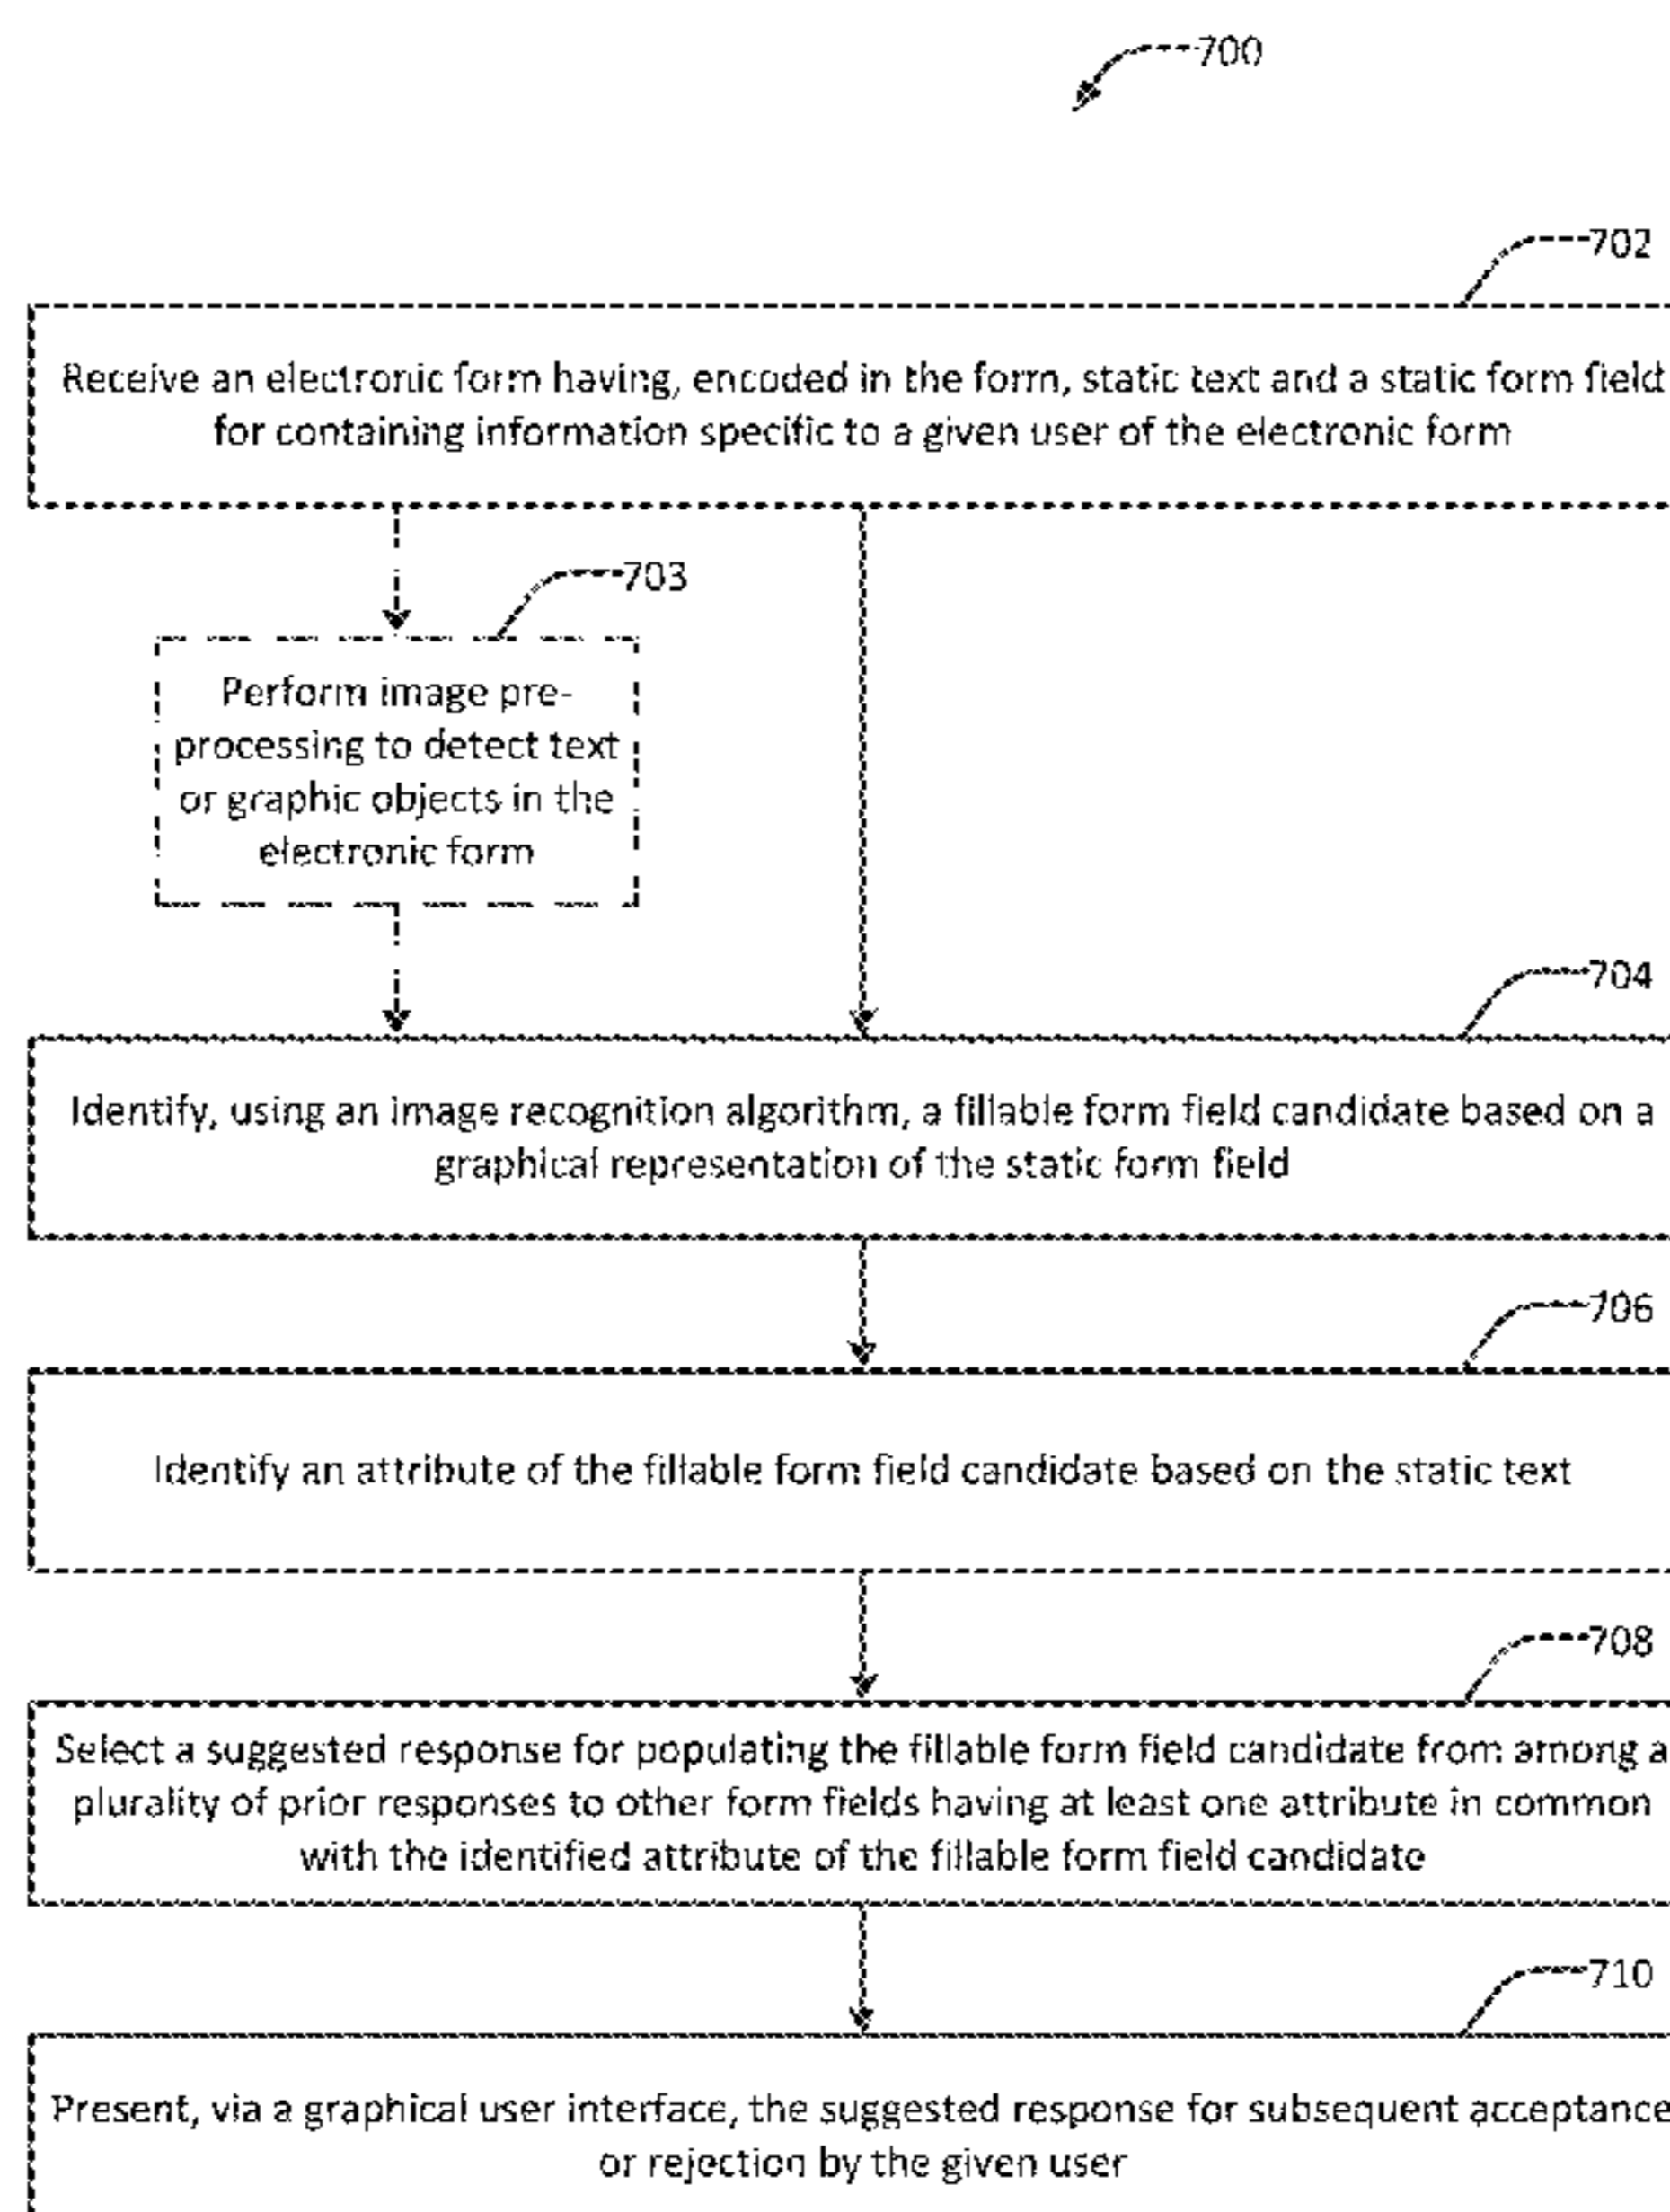 700
702
Receive an electronic form having, encoded in the form, static text and a static form field
for containing information specific to a given user of the electronic form
703
Perform image pre-
processing to detect text
or graphic objects in the
electronic form
704
Identify, using an image recognition algorithm, a fillable form field candidate based on a
graphical representation of the static form field
706
Identify an attribute of the fillable form field candidate based on the static text
708
Select a suggested response for populating the fillable form field candidate from among a
plurality of prior responses to other form fields having at least one attribute in common
with the identified attribute of the fillable form field candidate
710
Present, via a graphical user interface, the suggested response for subsequent acceptance
or rejection by the given user